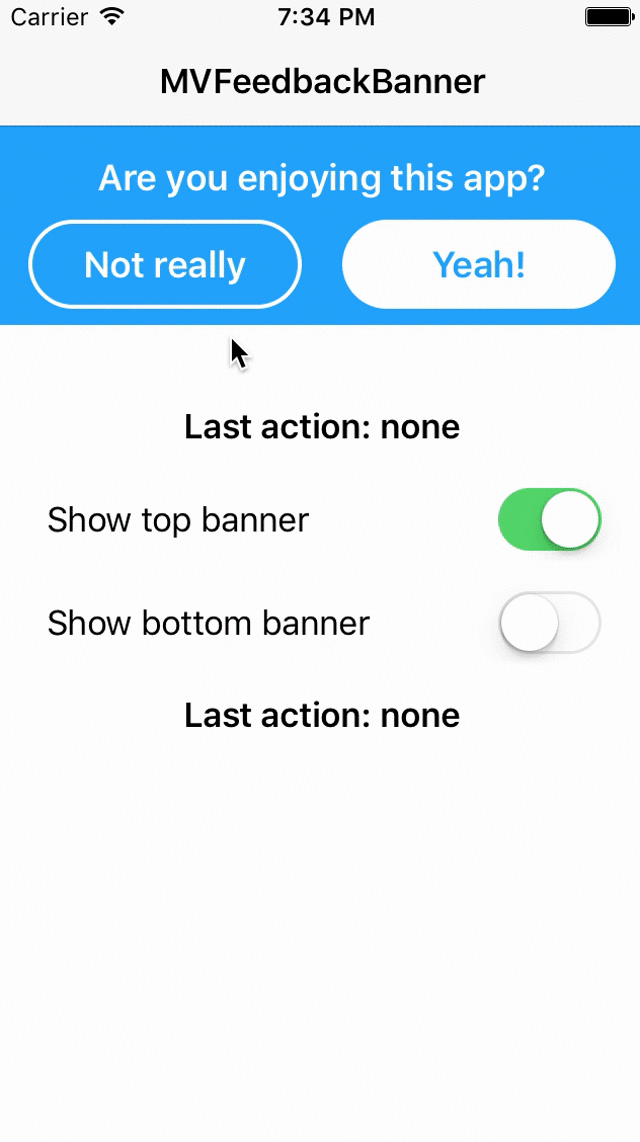 Carrier 7:34 PM
MVFeedbackBanner
Are you enjoying this app?
Not really Yeah!
Last action: none
Show top banner
Show bottom banner
Last action: none